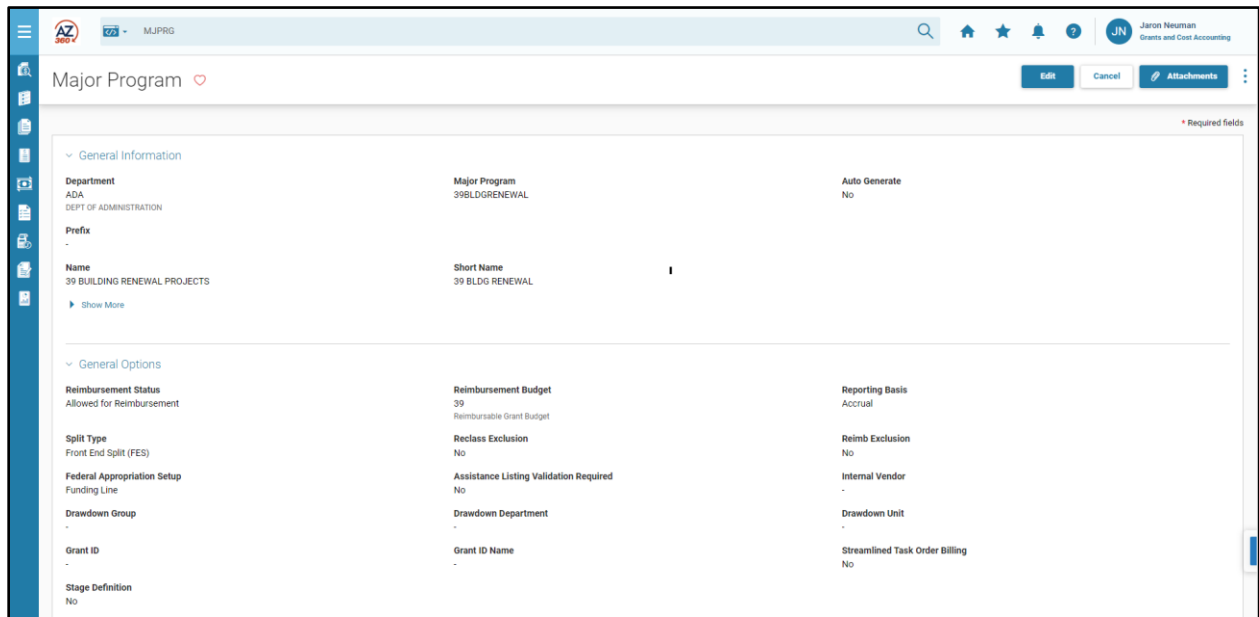 AZ
360
MJPRG
JN
Jaron Neuman
Grants and Cost Accounting
Major Program
Edit
Cancel
Attachments
* Required fields
General Information
Department
Major Program
Auto Generate
ADA
39BLDGRENEWAL
No
DEPT OF ADMINISTRATION
Prefix
-
Name
Short Name
39 BUILDING RENEWAL PROJECTS
39 BLDG RENEWAL
Show More
General Options
Reimbursement Status
Reimbursement Budget
Reporting Basis
Allowed for Reimbursement
39
Accrual
Reimbursable Grant Budget
Split Type
Reclass Exclusion
Reimb Exclusion
Front End Split (FES)
No
No
Federal Appropriation Setup
Assistance Listing Validation Required
Internal Vendor
Funding Line
No
-
Drawdown Group
Drawdown Department
Drawdown Unit
-
-
-
Grant ID
Grant ID Name
Streamlined Task Order Billing
-
-
No
Stage Definition
No